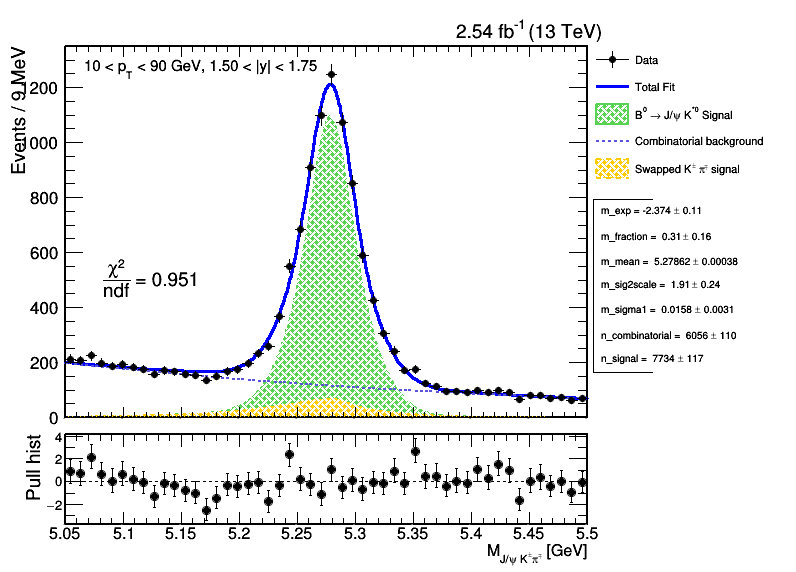 2.54 fb⁻¹ (13 TeV)
Events / 9 MeV
10 < p_T < 90 GeV, 1.50 < |y| < 1.75
1200
1000
800
600
400
200
0
χ²/ndf = 0.951
Data
Total Fit
B⁰ → J/ψ K*⁰ Signal
Combinatorial background
Swapped K± π∓ signal
m_exp = -2.374 ± 0.11
m_fraction = 0.31 ± 0.16
m_mean = 5.27862 ± 0.00038
m_sig2scale = 1.91 ± 0.24
m_sigma1 = 0.0158 ± 0.0031
n_combinatorial = 6056 ± 110
n_signal = 7734 ± 117
Pull hist
4
2
0
−2
5.05 5.1 5.15 5.2 5.25 5.3 5.35 5.4 5.45 5.5
M_J/ψ K±π∓ [GeV]